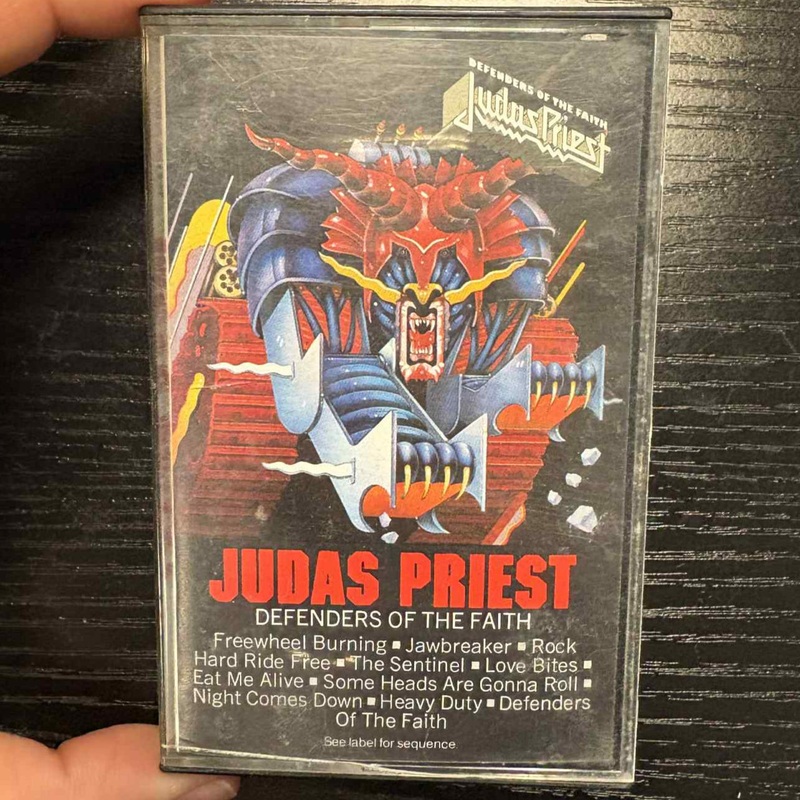 DEFENDERS OF THE FAITH
Judas Priest
JUDAS PRIEST
DEFENDERS OF THE FAITH
Freewheel Burning ▪ Jawbreaker ▪ Rock
Hard Ride Free ▪ The Sentinel ▪ Love Bites ▪
Eat Me Alive ▪ Some Heads Are Gonna Roll ▪
Night Comes Down ▪ Heavy Duty ▪ Defenders
Of The Faith
See label for sequence.